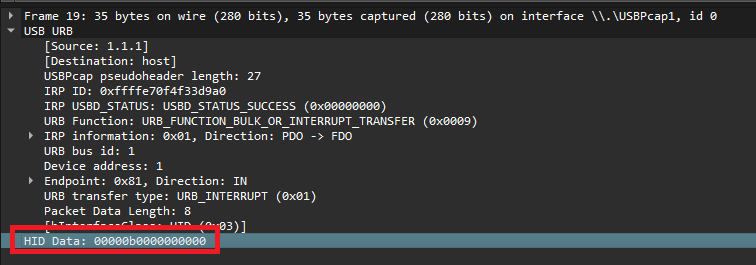 Frame 19: 35 bytes on wire (280 bits), 35 bytes captured (280 bits) on interface \\.\USBPcap1, id 0
USB URB
[Source: 1.1.1]
[Destination: host]
USBPcap pseudoheader length: 27
IRP ID: 0xffffe70f4f33d9a0
IRP USBD_STATUS: USBD_STATUS_SUCCESS (0x00000000)
URB Function: URB_FUNCTION_BULK_OR_INTERRUPT_TRANSFER (0x0009)
IRP information: 0x01, Direction: PDO -> FDO
URB bus id: 1
Device address: 1
Endpoint: 0x81, Direction: IN
URB transfer type: URB_INTERRUPT (0x01)
Packet Data Length: 8
[bInterfaceClass: HID (0x03)]
HID Data: 00000b0000000000